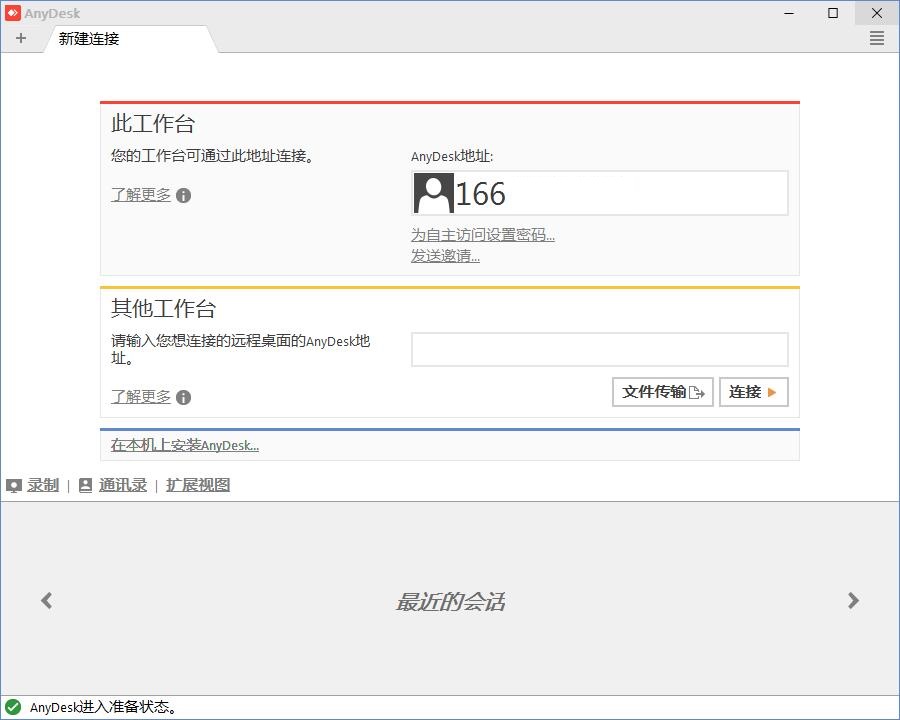 AnyDesk
新建连接
此工作台
您的工作台可通过此地址连接。
了解更多
AnyDesk地址:
166
为自主访问设置密码...
发送邀请...
其他工作台
请输入您想连接的远程桌面的AnyDesk地
址。
了解更多
文件传输
连接
在本机上安装AnyDesk...
录制 | 通讯录 | 扩展视图
最近的会话
AnyDesk进入准备状态。